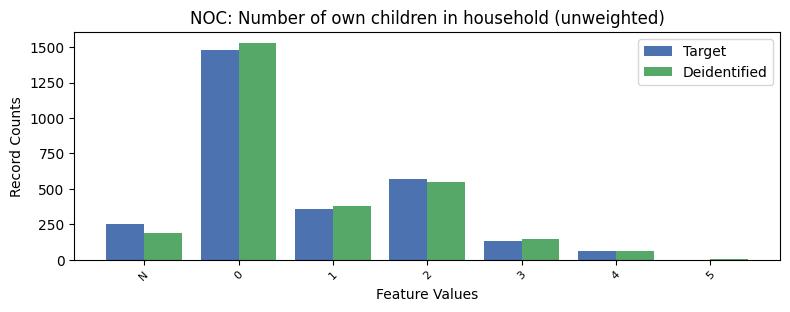 NOC: Number of own children in household (unweighted)
Target
Deidentified
Record Counts
1500
1250
1000
750
500
250
0
N 0 1 2 3 4 5
Feature Values